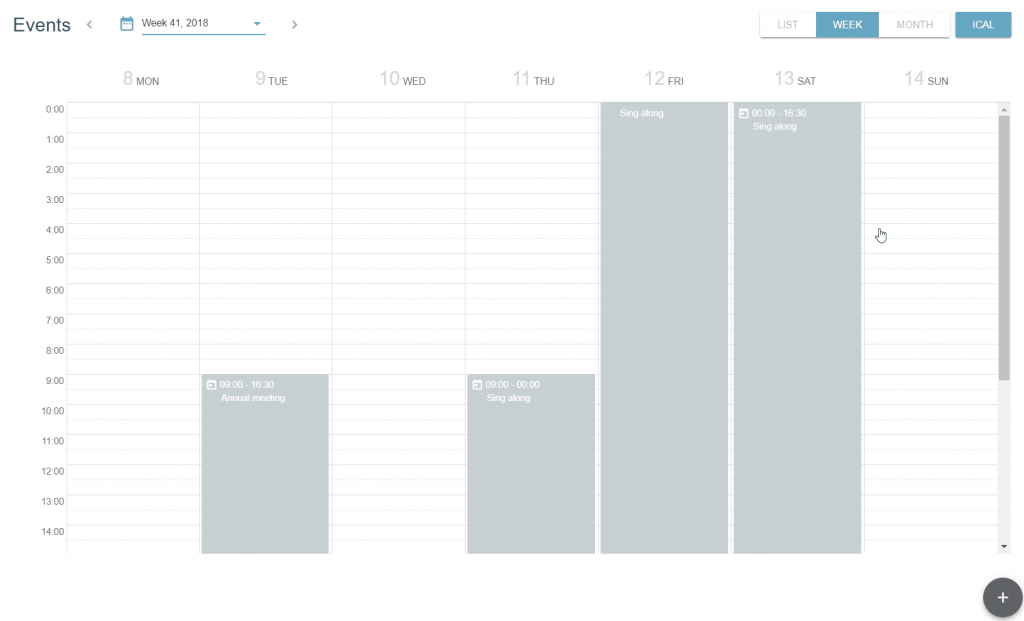 Events
Week 41, 2018
LIST WEEK MONTH ICAL
8 MON 9 TUE 10 WED 11 THU 12 FRI 13 SAT 14 SUN
0:00
Sing along
00:00 - 16:30
Sing along
1:00
2:00
3:00
4:00
5:00
6:00
7:00
8:00
9:00
09:00 - 16:30
Annual meeting
09:00 - 00:00
Sing along
10:00
11:00
12:00
13:00
14:00
+